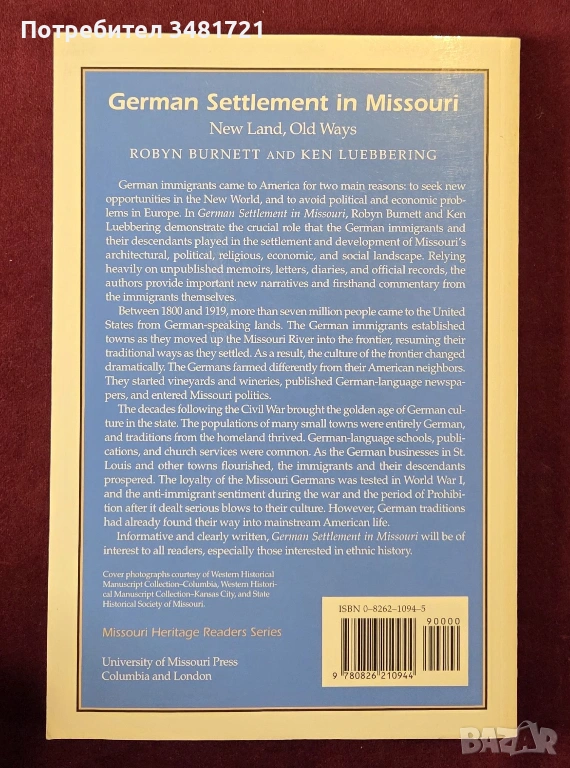 Потребител 3481721
German Settlement in Missouri
New Land, Old Ways
ROBYN BURNETT AND KEN LUEBBERING
German immigrants came to America for two main reasons: to seek new
opportunities in the New World, and to avoid political and economic prob-
lems in Europe. In German Settlement in Missouri, Robyn Burnett and Ken
Luebbering demonstrate the crucial role that the German immigrants and
their descendants played in the settlement and development of Missouri's
architectural, political, religious, economic, and social landscape. Relying
heavily on unpublished memoirs, letters, diaries, and official records, the
authors provide important new narratives and firsthand commentary from
the immigrants themselves.
Between 1800 and 1919, more than seven million people came to the United
States from German-speaking lands. The German immigrants established
towns as they moved up the Missouri River into the frontier, resuming their
traditional ways as they settled. As a result, the culture of the frontier changed
dramatically. The Germans farmed differently from their American neighbors.
They started vineyards and wineries, published German-language newspa-
pers, and entered Missouri politics.
The decades following the Civil War brought the golden age of German cul-
ture in the state. The populations of many small towns were entirely German,
and traditions from the homeland thrived. German-language schools, publi-
cations, and church services were common. As the German businesses in St.
Louis and other towns flourished, the immigrants and their descendants
prospered. The loyalty of the Missouri Germans was tested in World War I,
and the anti-immigrant sentiment during the war and the period of Prohibi-
tion after it dealt serious blows to their culture. However, German traditions
had already found their way into mainstream American life.
Informative and clearly written, German Settlement in Missouri will be of
interest to all readers, especially those interested in ethnic history.
Cover photographs courtesy of Western Historical
Manuscript Collection–Columbia, Western Histori-
cal Manuscript Collection–Kansas City, and State
Historical Society of Missouri.
Missouri Heritage Readers Series
University of Missouri Press
Columbia and London
ISBN 0-8262-1094-5
90000
9 780826 210944
BAZAR